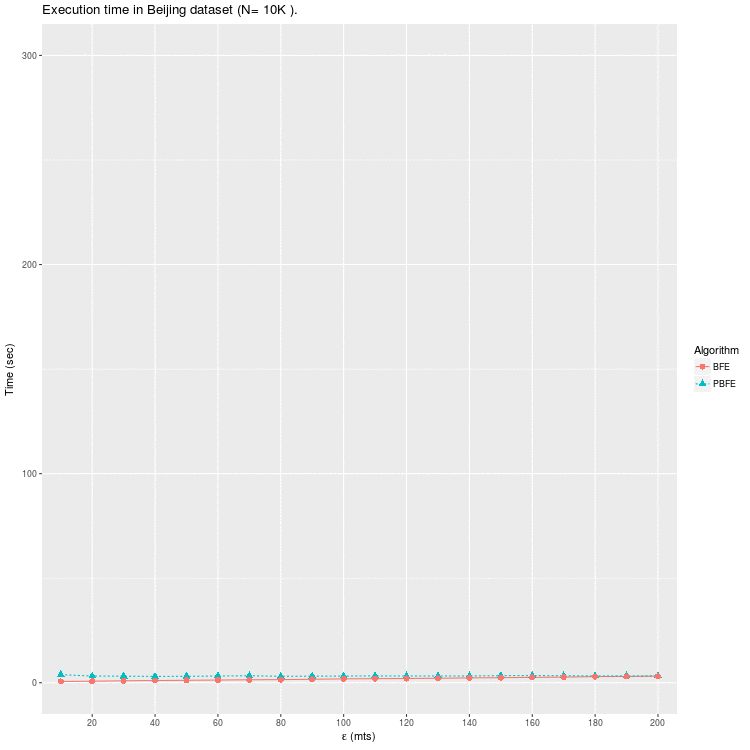 Execution time in Beijing dataset (N= 10K ).
300
200
100
0
Time (sec)
20 40 60 80 100 120 140 160 180 200
ε (mts)
Algorithm
BFE
PBFE